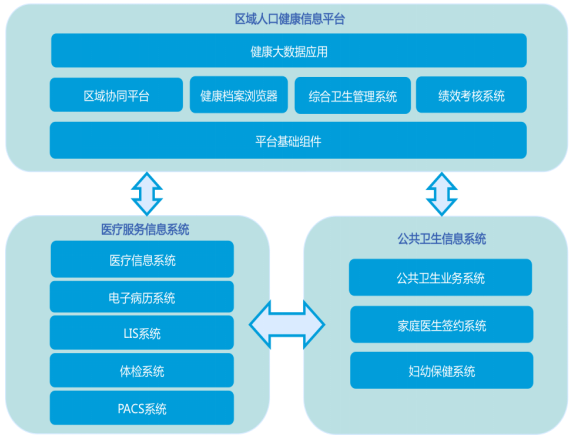 区域人口健康信息平台
健康大数据应用
区域协同平台
健康档案浏览器
综合卫生管理系统
绩效考核系统
平台基础组件
医疗服务信息系统
医疗信息系统
电子病历系统
LIS系统
体检系统
PACS系统
公共卫生信息系统
公共卫生业务系统
家庭医生签约系统
妇幼保健系统